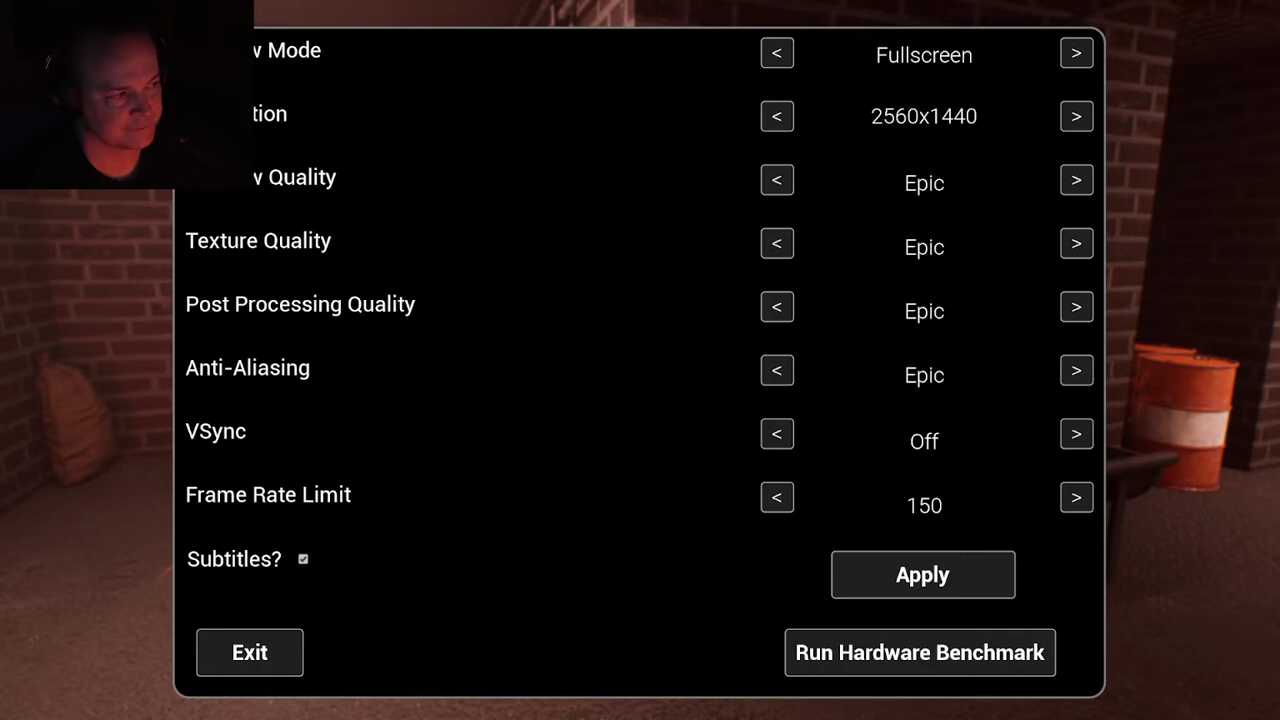 Mode
< Fullscreen >
< 2560x1440 >
Quality
< Epic >
Texture Quality
< Epic >
Post Processing Quality
< Epic >
Anti-Aliasing
< Epic >
VSync
< Off >
Frame Rate Limit
< 150 >
Subtitles?
Apply
Exit
Run Hardware Benchmark